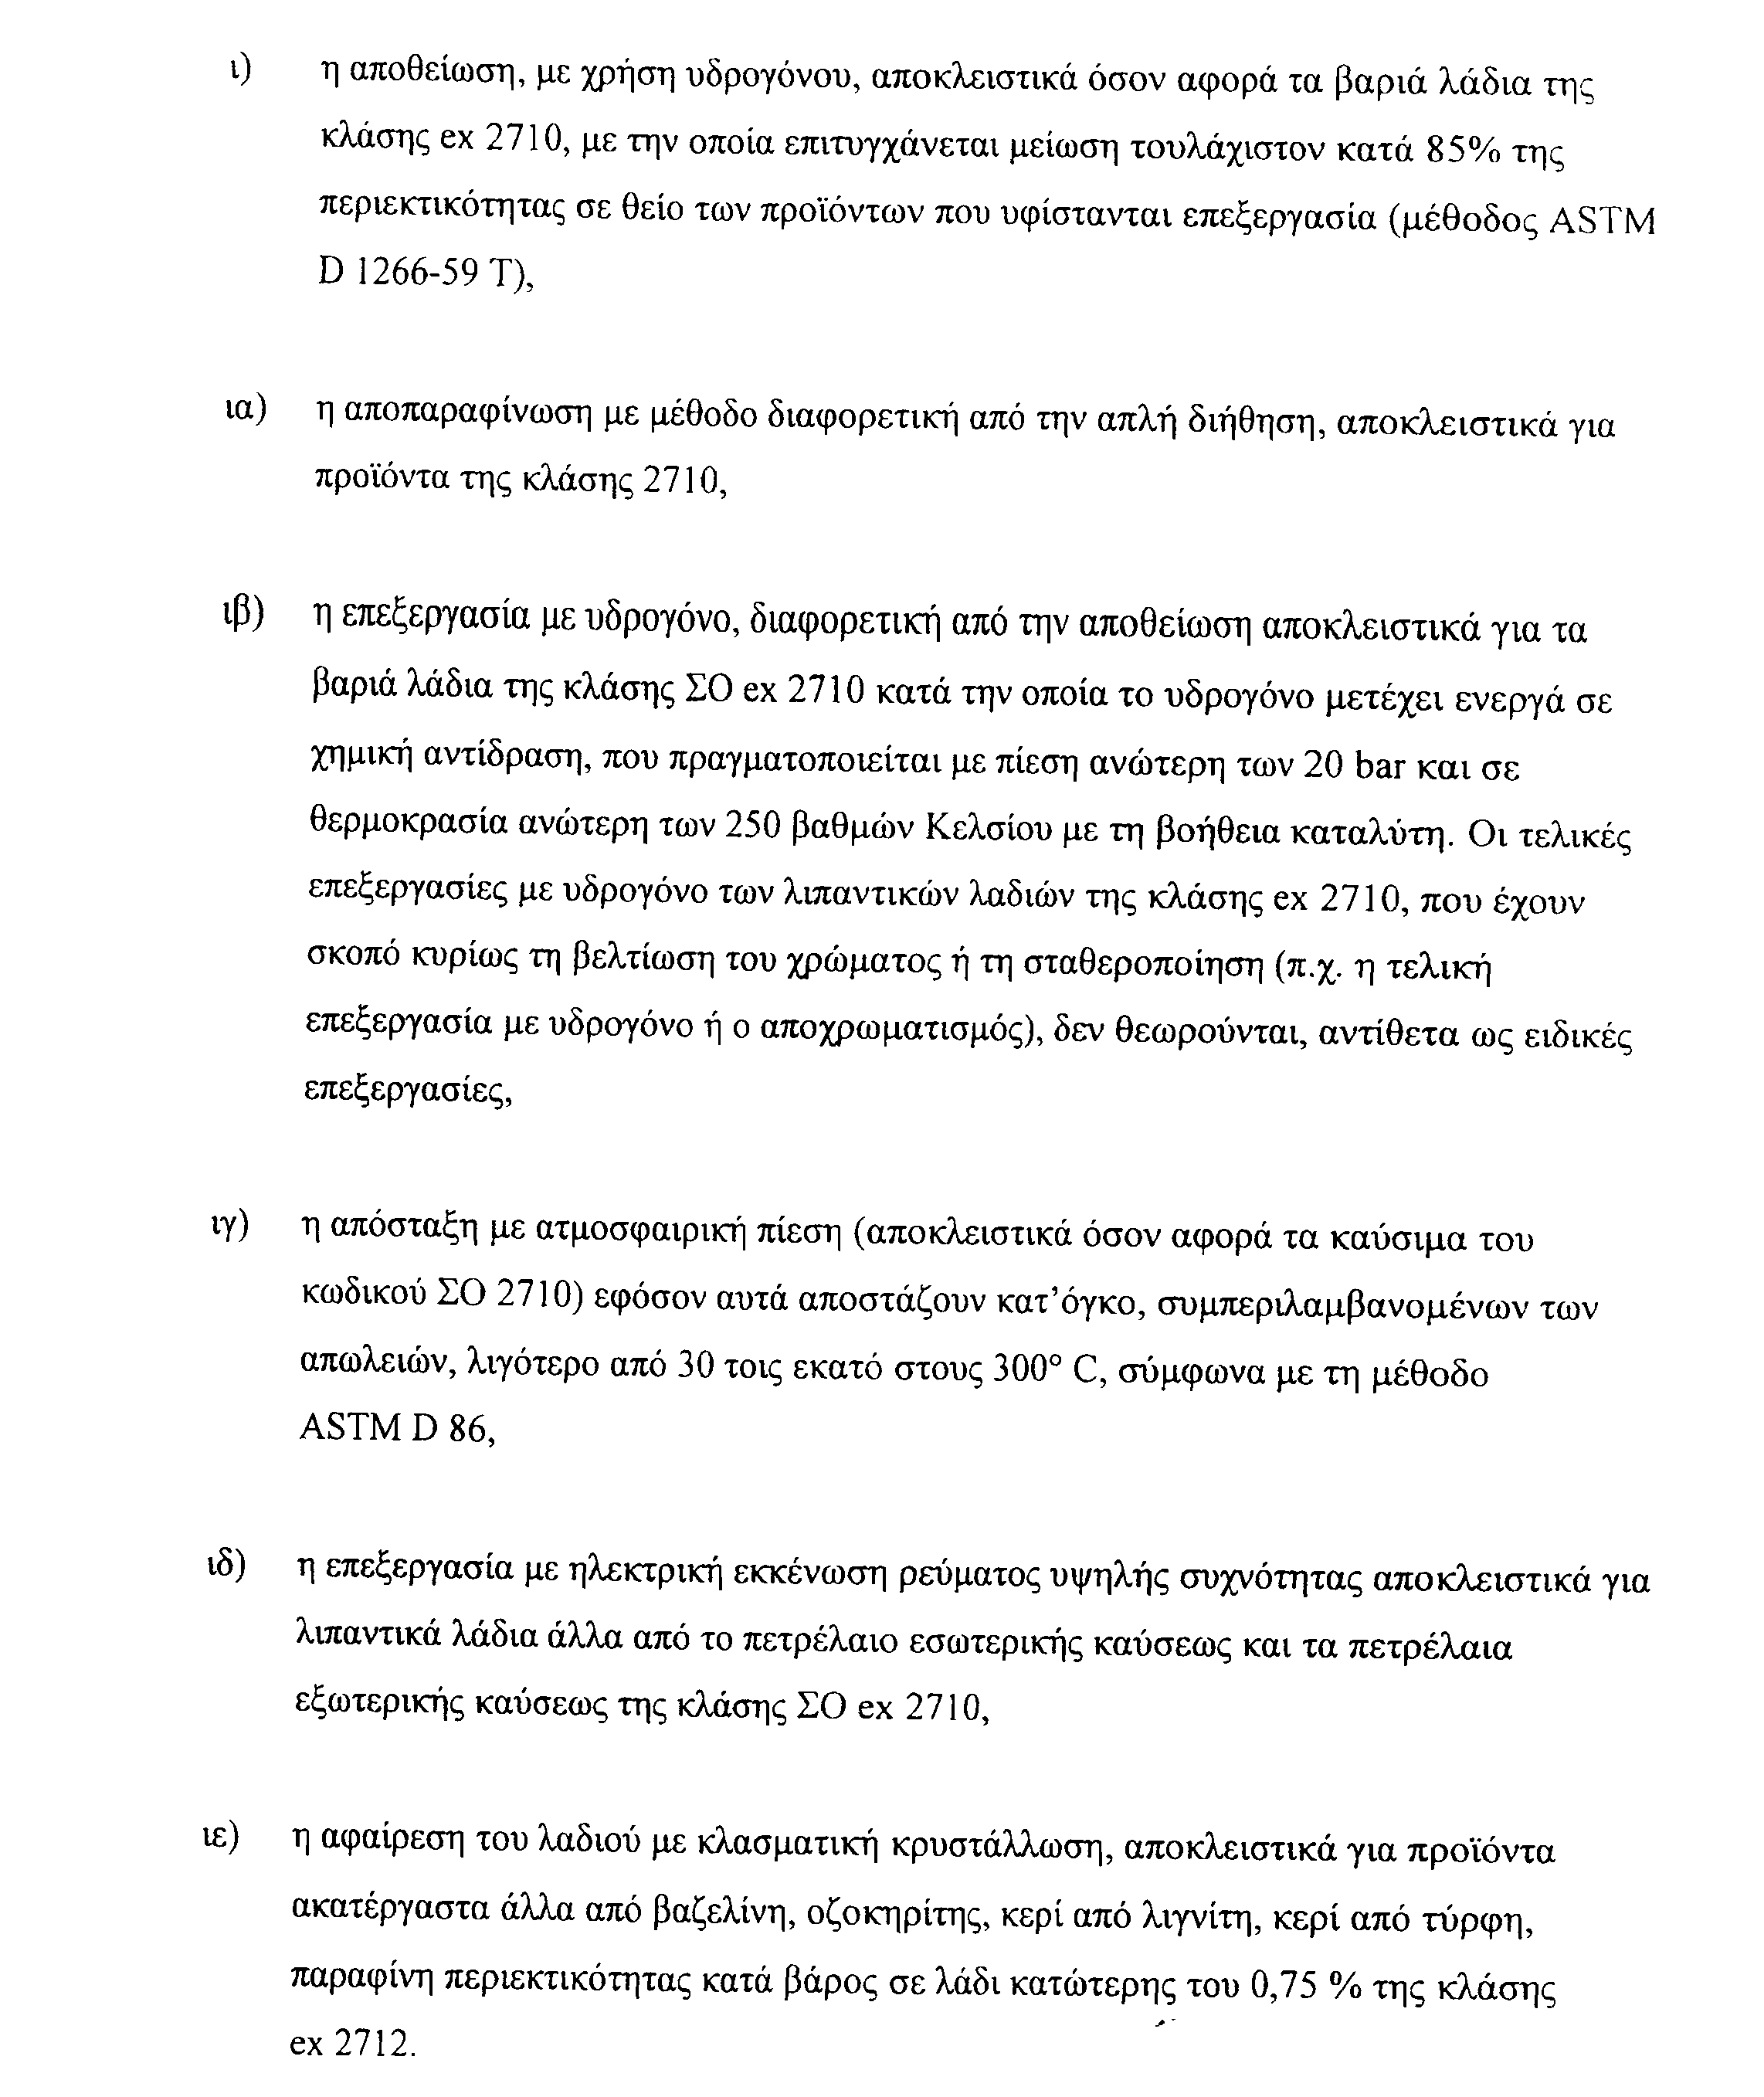 ι) η αποθείωση, με χρήση υδρογόνου, αποκλειστικά όσον αφορά τα βαριά λάδια της
κλάσης ex 2710, με την οποία επιτυγχάνεται μείωση τουλάχιστον κατά 85% της
περιεκτικότητας σε θείο των προϊόντων που υφίστανται επεξεργασία (μέθοδος ASTM
D 1266-59 T),
ια) η αποπαραφίνωση με μέθοδο διαφορετική από την απλή διήθηση, αποκλειστικά για
προϊόντα της κλάσης 2710,
ιβ) η επεξεργασία με υδρογόνο, διαφορετική από την αποθείωση αποκλειστικά για τα
βαριά λάδια της κλάσης ΣΟ ex 2710 κατά την οποία το υδρογόνο μετέχει ενεργά σε
χημική αντίδραση, που πραγματοποιείται με πίεση ανώτερη των 20 bar και σε
θερμοκρασία ανώτερη των 250 βαθμών Κελσίου με τη βοήθεια καταλύτη. Οι τελικές
επεξεργασίες με υδρογόνο των λιπαντικών λαδιών της κλάσης ex 2710, που έχουν
σκοπό κυρίως τη βελτίωση του χρώματος ή τη σταθεροποίηση (π.χ. η τελική
επεξεργασία με υδρογόνο ή ο αποχρωματισμός), δεν θεωρούνται, αντίθετα ως ειδικές
επεξεργασίες,
ιγ) η απόσταξη με ατμοσφαιρική πίεση (αποκλειστικά όσον αφορά τα καύσιμα του
κωδικού ΣΟ 2710) εφόσον αυτά αποστάζουν κατ’όγκο, συμπεριλαμβανομένων των
απωλειών, λιγότερο από 30 τοις εκατό στους 300° C, σύμφωνα με τη μέθοδο
ASTM D 86,
ιδ) η επεξεργασία με ηλεκτρική εκκένωση ρεύματος υψηλής συχνότητας αποκλειστικά για
λιπαντικά λάδια άλλα από το πετρέλαιο εσωτερικής καύσεως και τα πετρέλαια
εξωτερικής καύσεως της κλάσης ΣΟ ex 2710,
ιε) η αφαίρεση του λαδιού με κλασματική κρυστάλλωση, αποκλειστικά για προϊόντα
ακατέργαστα άλλα από βαζελίνη, οζοκηρίτης, κερί από λιγνίτη, κερί από τύρφη,
παραφίνη περιεκτικότητας κατά βάρος σε λάδι κατώτερης του 0,75 % της κλάσης
ex 2712.